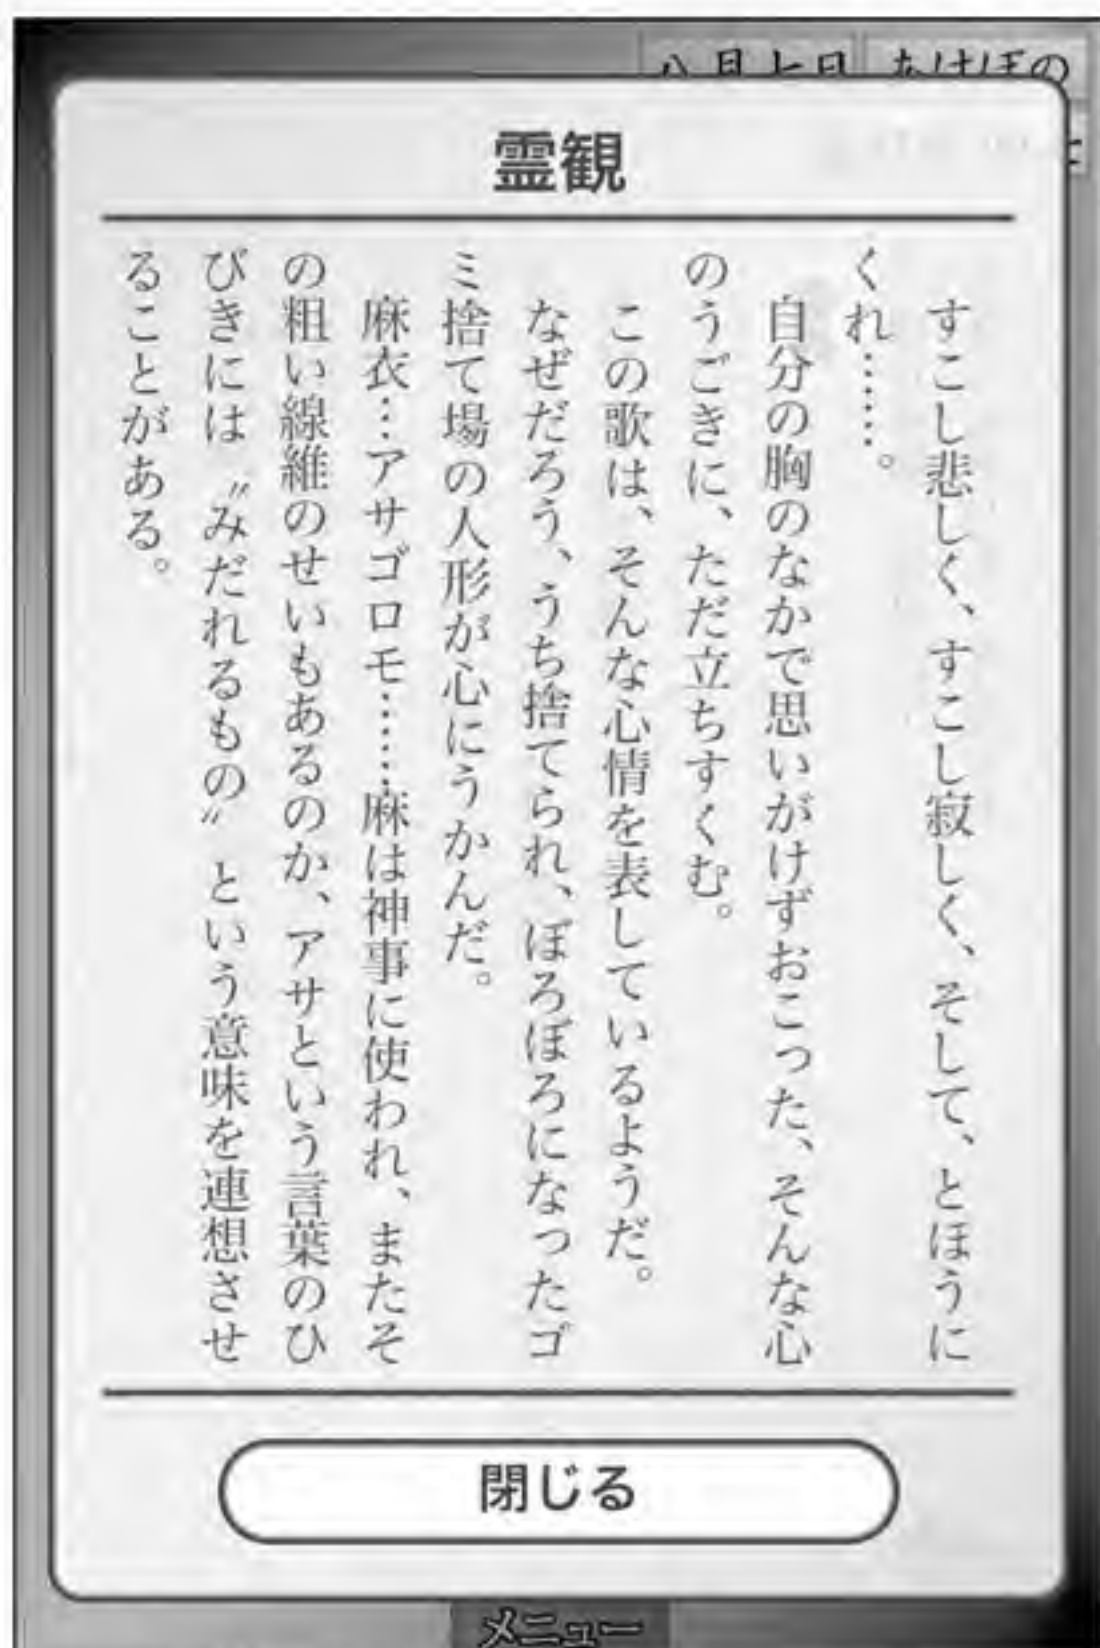 八月七日
あけぼの
霊観
すこし悲しく、すこし寂しく、そして、とほうに
くれ……。
自分の胸のなかで思いがけずおこった、そんな心
のうごきに、ただ立ちすくむ。
この歌は、そんな心情を表しているようだ。
なぜだろう、うち捨てられ、ぼろぼろになったゴ
ミ捨て場の人形が心にうかんだ。
麻衣…アサゴロモ……麻は神事に使われ、またそ
の粗い線維のせいもあるのか、アサという言葉のひ
びきには〝みだれるもの〟という意味を連想させ
ることがある。
閉じる
メニュー